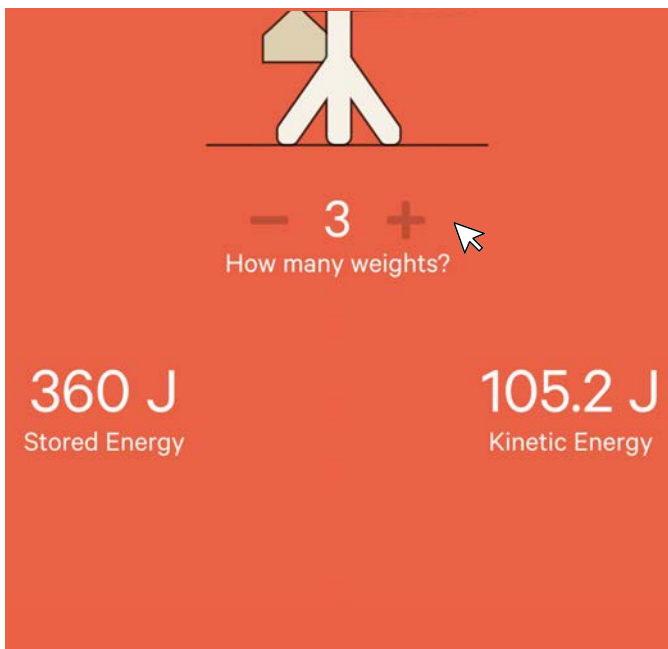 − 3 +
How many weights?
360 J
105.2 J
Stored Energy
Kinetic Energy